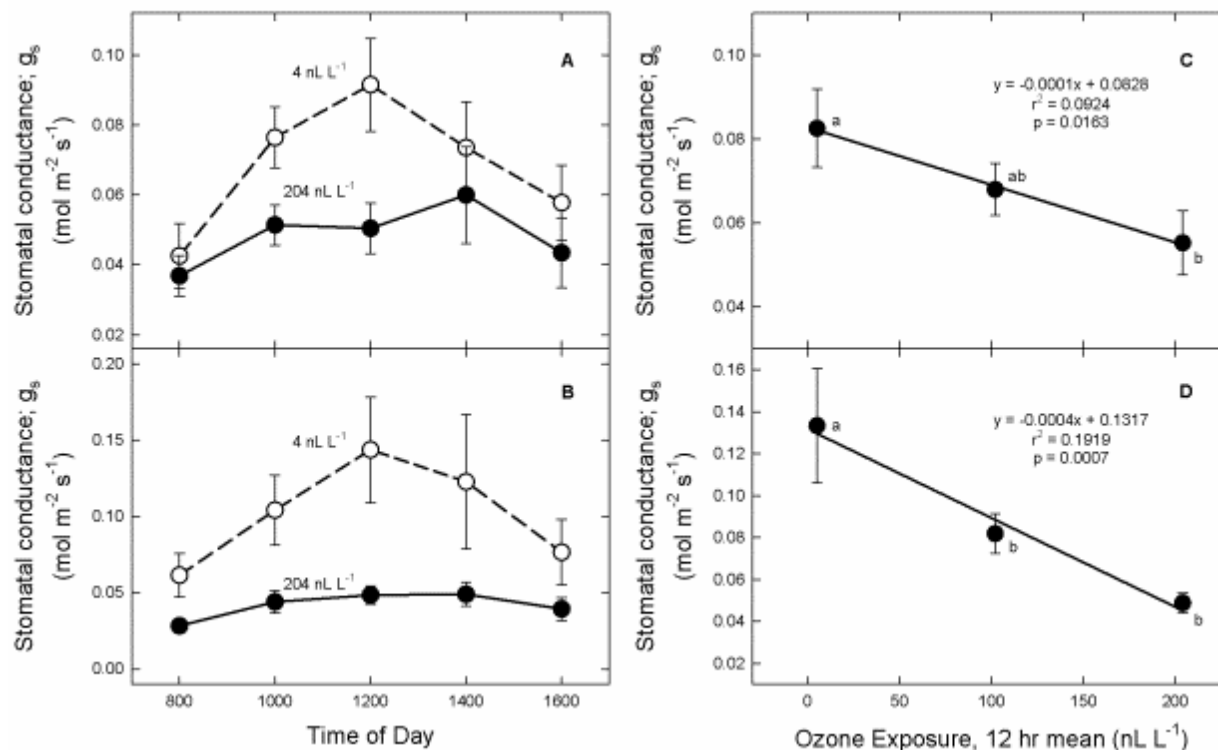 Stomatal conductance; gs
(mol m-2 s-1)
0.10
0.08
0.06
0.04
0.02
A
4 nL L-1
204 nL L-1
Stomatal conductance; gs
(mol m-2 s-1)
0.20
0.15
0.10
0.05
0.00
B
4 nL L-1
204 nL L-1
800 1000 1200 1400 1600
Time of Day
Stomatal conductance; gs
(mol m-2 s-1)
0.10
0.08
0.06
0.04
C
y = -0.0001x + 0.0828
r2 = 0.0924
p = 0.0163
a
ab
b
Stomatal conductance; gs
(mol m-2 s-1)
0.16
0.14
0.12
0.10
0.08
0.06
0.04
0.02
D
y = -0.0004x + 0.1317
r2 = 0.1919
p = 0.0007
a
b
b
0 50 100 150 200
Ozone Exposure, 12 hr mean (nL L-1)